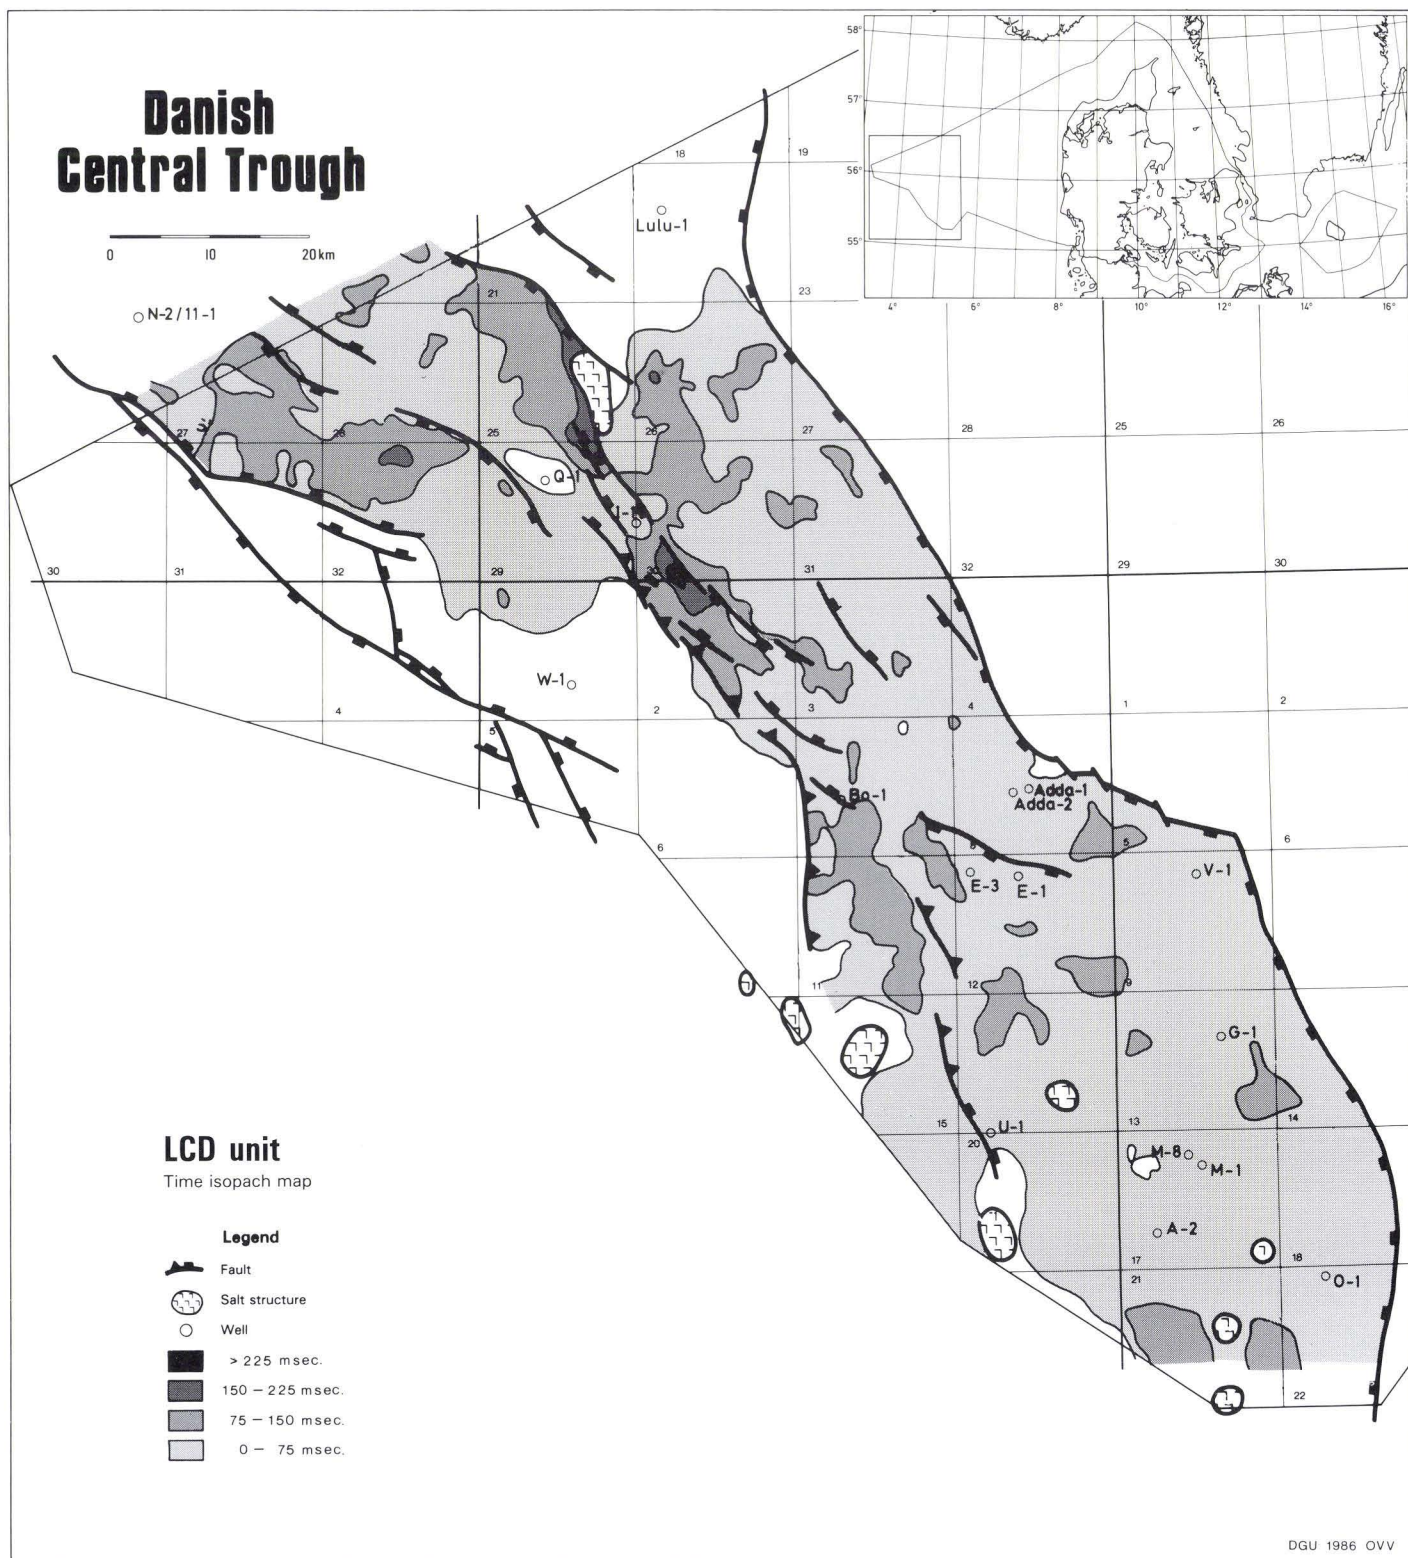 Danish
Central Trough
0 10 20 km
58°
57°
56°
55°
4° 6° 8° 10° 12° 14° 16°
18 19
Lulu-1
N-2/11-1
21 23
27 28 25 26 27 28 25 26
Q-1
I-1
30 31 32 29 30 31 32 29 30
W-1
4 2 3 4 1 2
5
Bo-1
Adda-1
Adda-2
6 8 5 6
E-3
E-1
V-1
11 12 9
G-1
15 13 14
20
U-1
M-8
M-1
A-2
17 18
21
O-1
22
LCD unit
Time isopach map
Legend
Fault
Salt structure
Well
> 225 msec.
150 – 225 msec.
75 – 150 msec.
0 – 75 msec.
DGU 1986 OVV